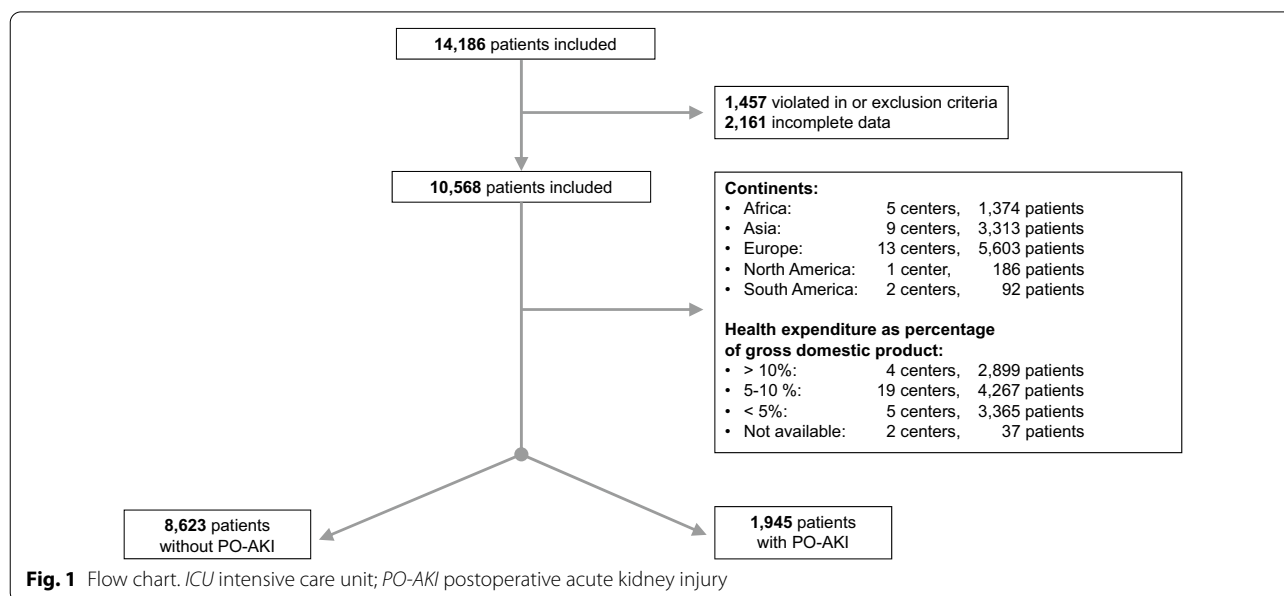 14,186 patients included
1,457 violated in or exclusion criteria
2,161 incomplete data
10,568 patients included
Continents:
• Africa: 5 centers, 1,374 patients
• Asia: 9 centers, 3,313 patients
• Europe: 13 centers, 5,603 patients
• North America: 1 center, 186 patients
• South America: 2 centers, 92 patients
Health expenditure as percentage
of gross domestic product:
• > 10%: 4 centers, 2,899 patients
• 5-10 %: 19 centers, 4,267 patients
• < 5%: 5 centers, 3,365 patients
• Not available: 2 centers, 37 patients
8,623 patients
without PO-AKI
1,945 patients
with PO-AKI
Fig. 1 Flow chart. ICU intensive care unit; PO-AKI postoperative acute kidney injury